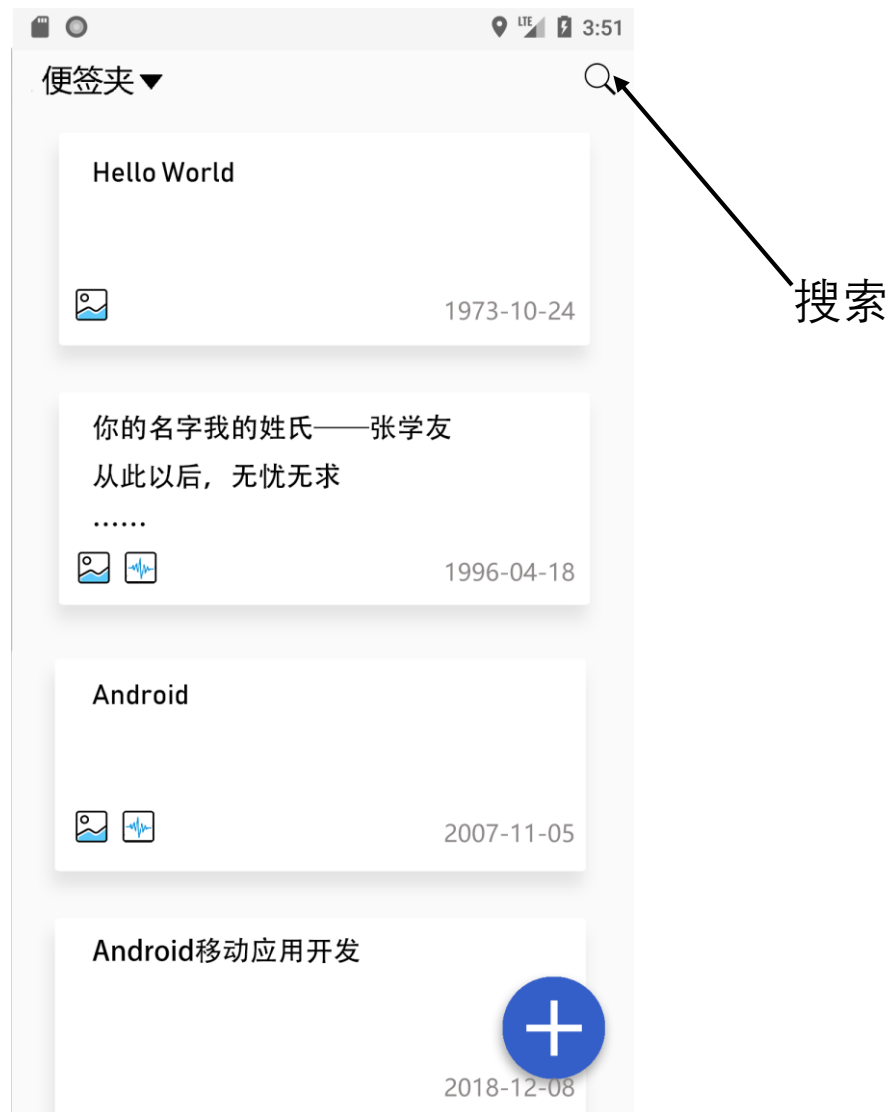 LTE 3:51
便签夹
搜索
Hello World
1973-10-24
你的名字我的姓氏——张学友
从此以后，无忧无求
······
1996-04-18
Android
2007-11-05
Android移动应用开发
2018-12-08